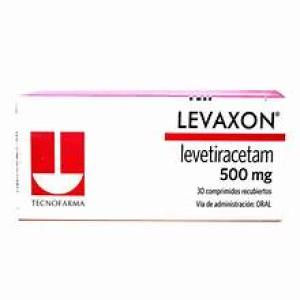 LEVAXON®
levetiracetam
500 mg
30 comprimidos recubiertos
Vía de administración: ORAL
TECNOFARMA